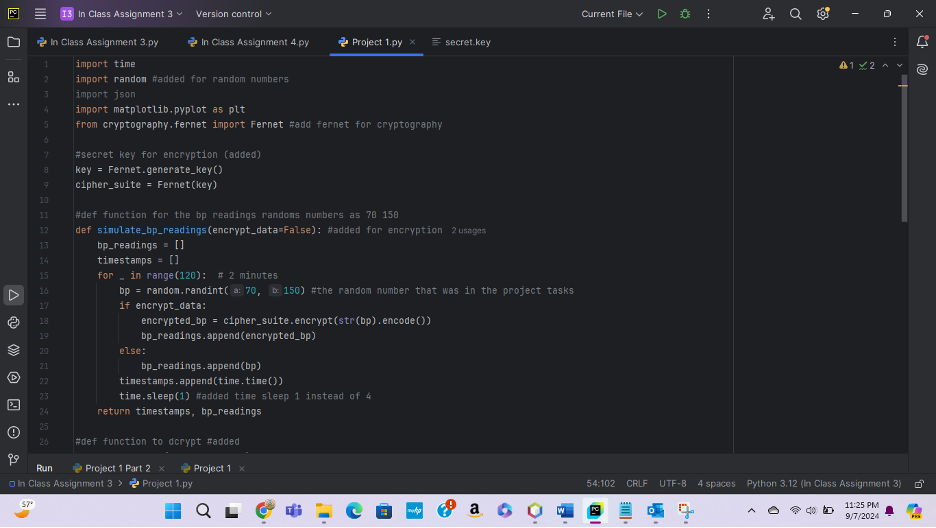 PC I3 In Class Assignment 3 Version control Current File
In Class Assignment 3.py In Class Assignment 4.py Project 1.py secret.key
1 import time
2 import random #added for random numbers
3 import json
4 import matplotlib.pyplot as plt
5 from cryptography.fernet import Fernet #add fernet for cryptography
6
7 #secret key for encryption (added)
8 key = Fernet.generate_key()
9 cipher_suite = Fernet(key)
10
11 #def function for the bp readings randoms numbers as 70 150
12 def simulate_bp_readings(encrypt_data=False): #added for encryption 2 usages
13 bp_readings = []
14 timestamps = []
15 for _ in range(120): # 2 minutes
16 bp = random.randint( a: 70, b: 150) #the random number that was in the project tasks
17 if encrypt_data:
18 encrypted_bp = cipher_suite.encrypt(str(bp).encode())
19 bp_readings.append(encrypted_bp)
20 else:
21 bp_readings.append(bp)
22 timestamps.append(time.time())
23 time.sleep(1) #added time sleep 1 instead of 4
24 return timestamps, bp_readings
25
26 #def function to dcrypt #added
1 2
Run Project 1 Part 2 Project 1
In Class Assignment 3 > Project 1.py 54:102 CRLF UTF-8 4 spaces Python 3.12 (In Class Assignment 3)
57°
11:25 PM
9/7/2024